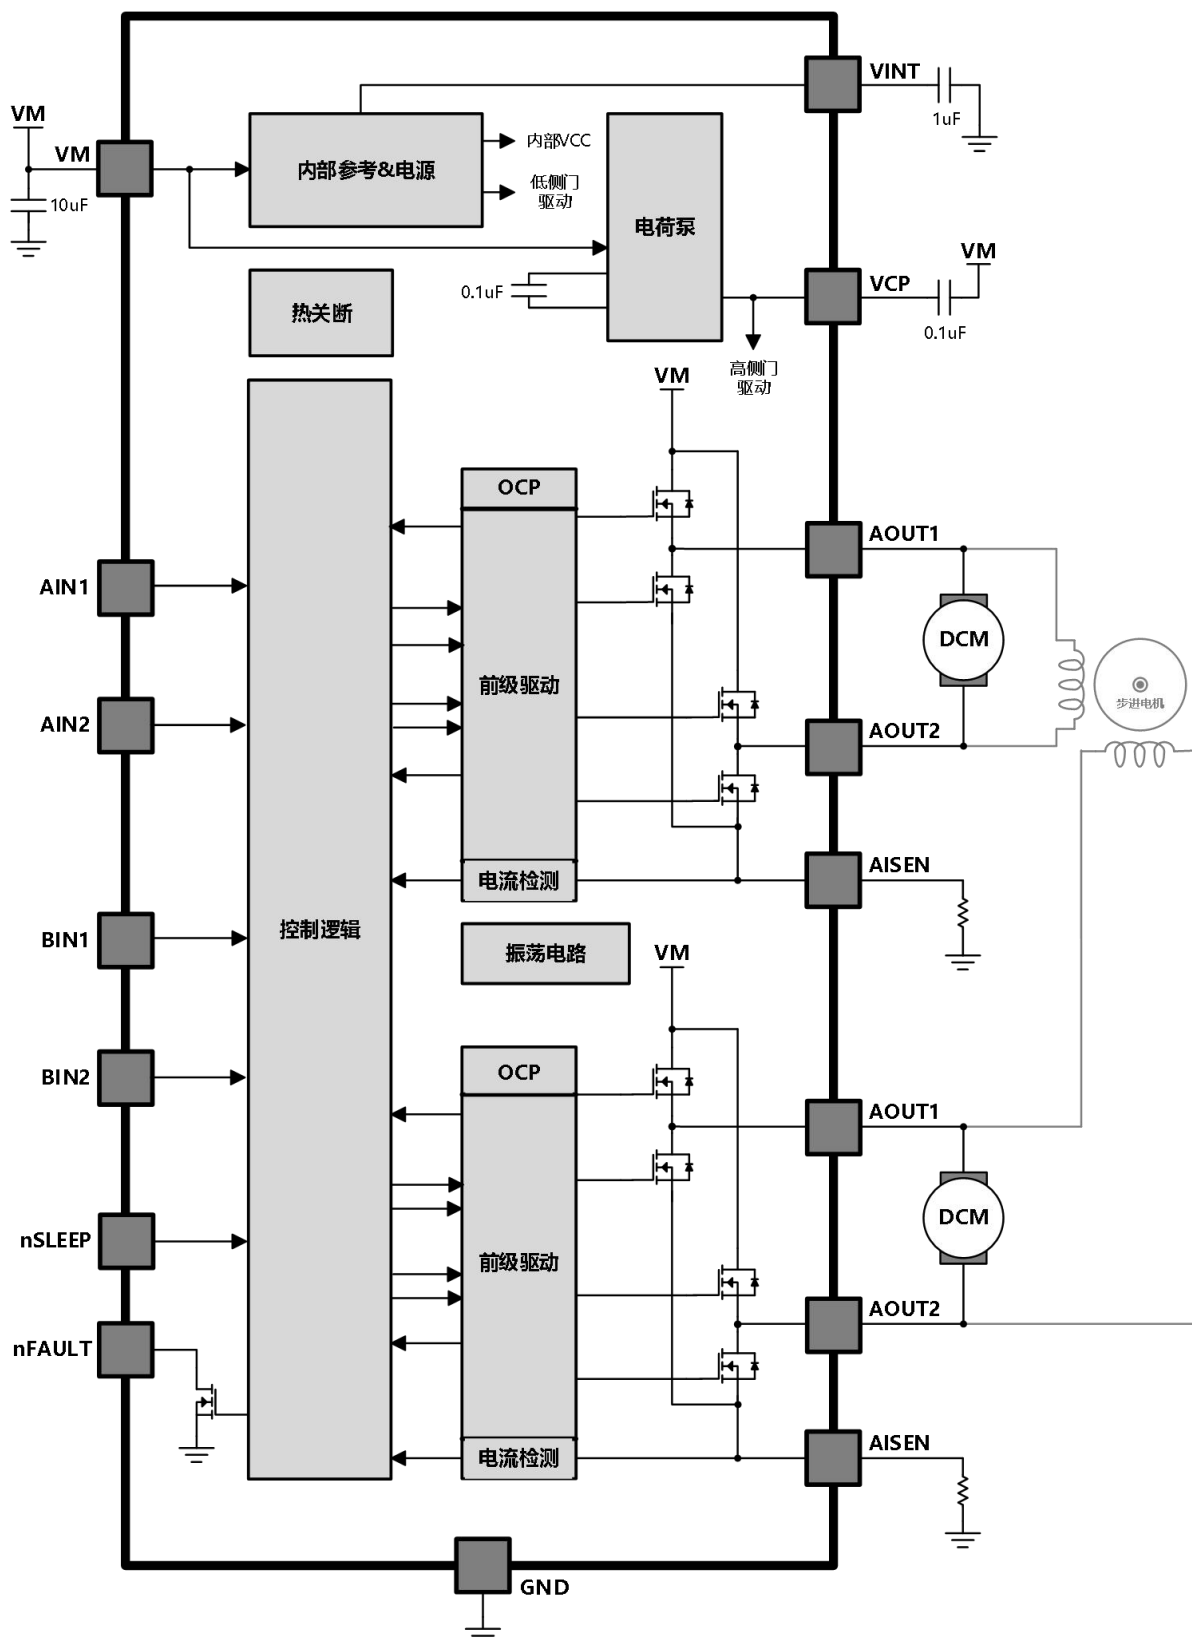 VINT
1uF
VM
VM
10uF
内部参考&电源
内部VCC
低侧门
驱动
电荷泵
0.1uF
VCP
VM
0.1uF
高侧门
驱动
热关断
VM
OCP
AOUT1
AIN1
DCM
前级驱动
步进电机
AIN2
AOUT2
AISEN
电流检测
控制逻辑
BIN1
振荡电路
VM
BIN2
OCP
AOUT1
DCM
nSLEEP
前级驱动
AOUT2
nFAULT
AISEN
电流检测
GND